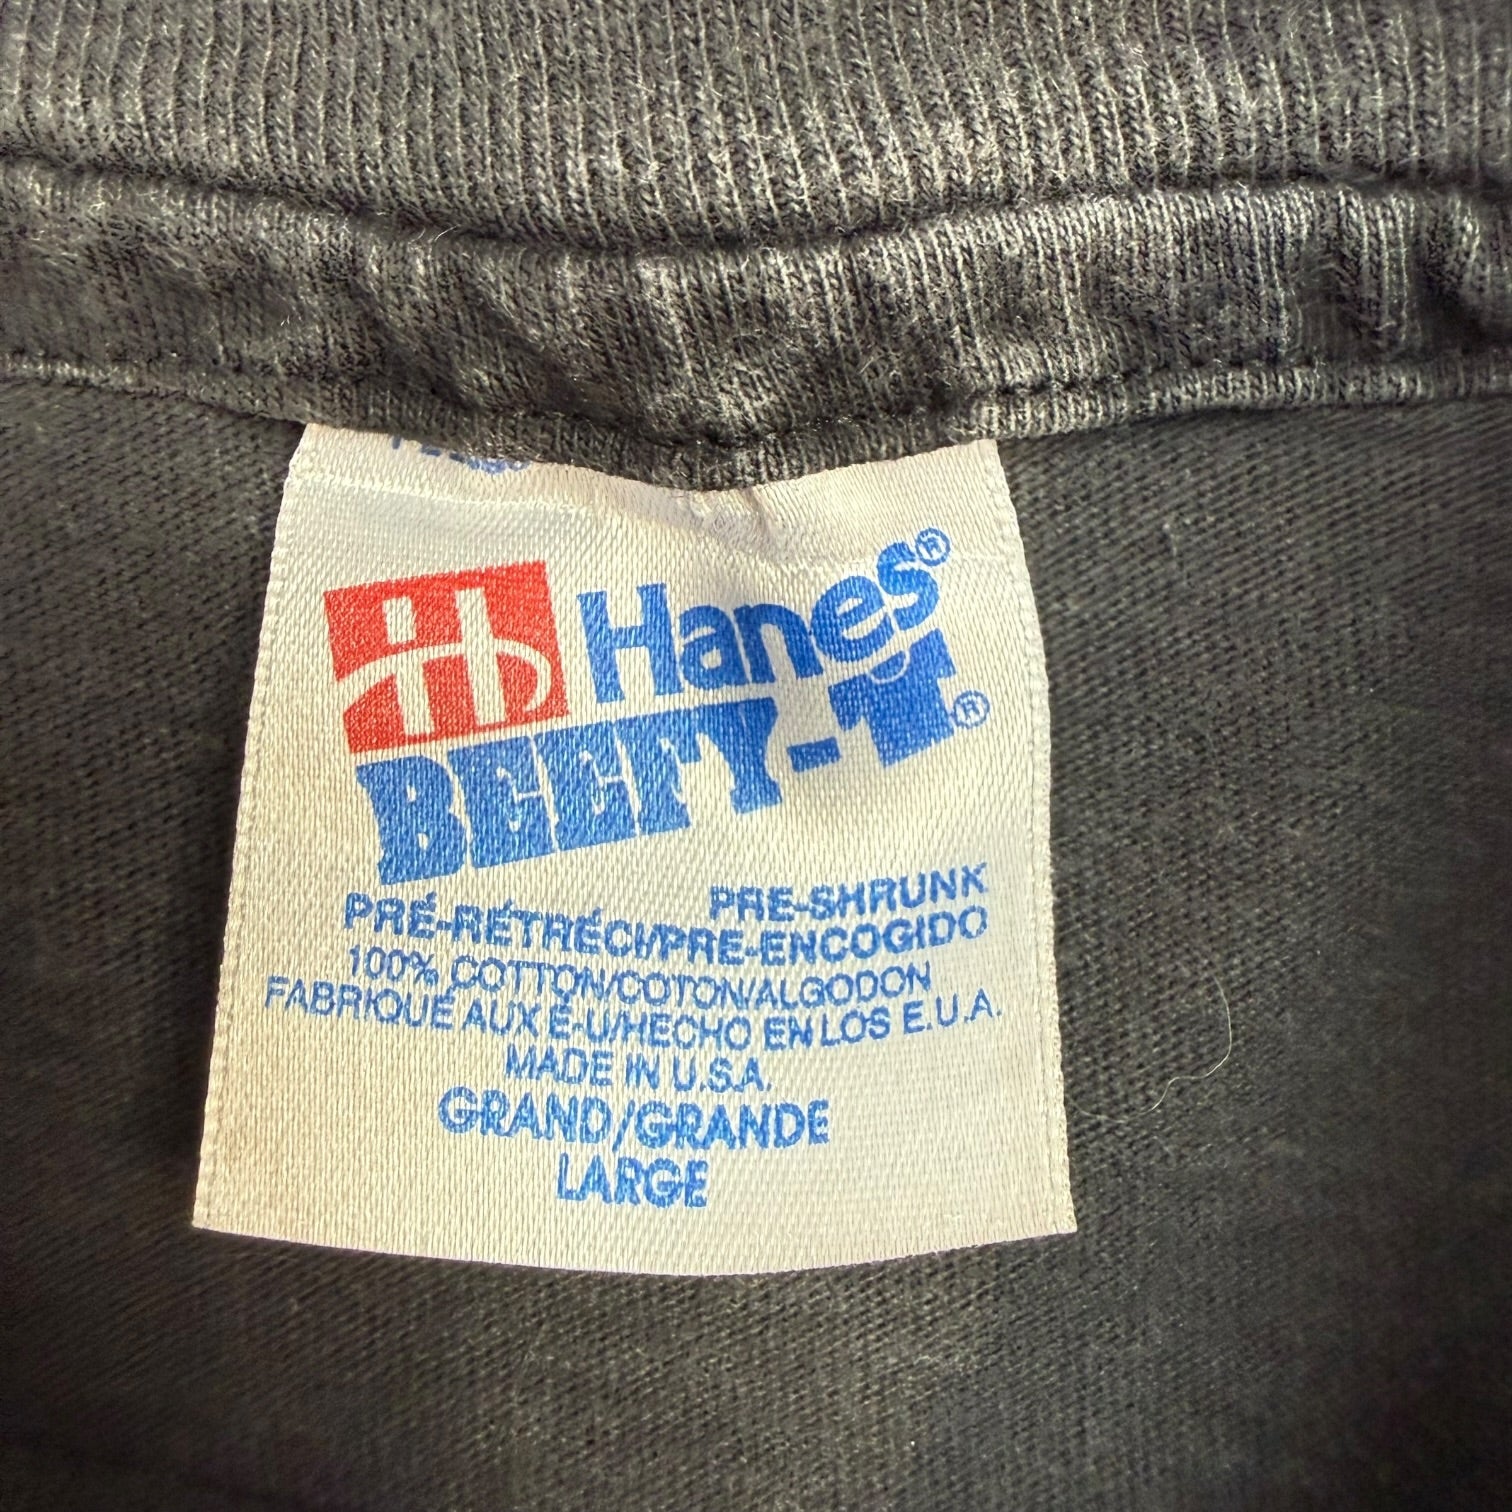 Hanes®
BEEFY-T®
PRE-SHRUNK
PRÉ-RÉTRÉCI/PRE-ENCOGIDO
100% COTTON/COTON/ALGODON
FABRIQUÉ AUX É-U/HECHO EN LOS E.U.A.
MADE IN U.S.A.
GRAND/GRANDE
LARGE